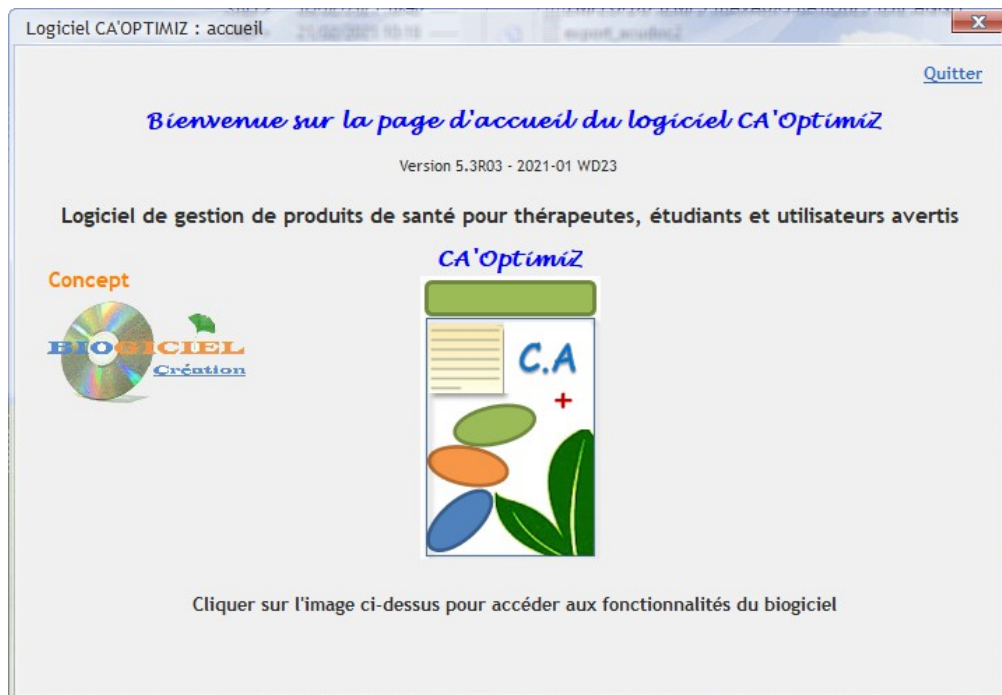 Logiciel CA'OPTIMIZ : accueil
Quitter
Bienvenue sur la page d'accueil du logiciel CA'OptimiZ
Version 5.3R03 - 2021-01 WD23
Logiciel de gestion de produits de santé pour thérapeutes, étudiants et utilisateurs avertis
CA'OptimiZ
Concept
BIOGICIEL
Création
C.A
+
Cliquer sur l'image ci-dessus pour accéder aux fonctionnalités du biogiciel